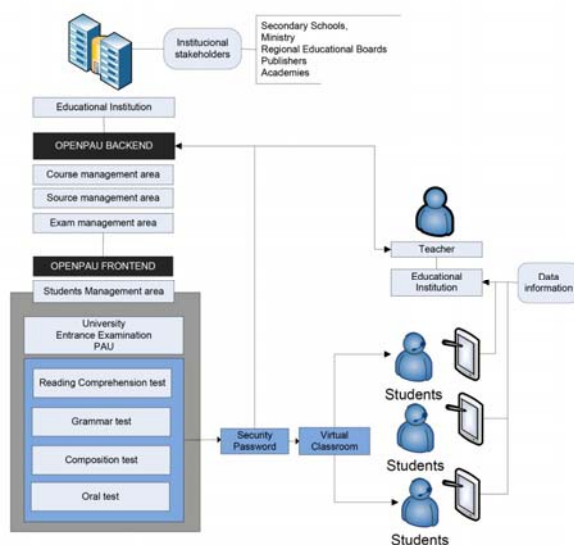 Institucional
stakeholders
Secondary Schools,
Ministry
Regional Educational Boards
Publishers
Academies
Educational Institution
OPENPAU BACKEND
Course management area
Source management area
Exam management area
OPENPAU FRONTEND
Students Management area
University
Entrance Examination
PAU
Reading Comprehension test
Grammar test
Composition test
Oral test
Security
Password
Virtual
Classroom
Teacher
Educational
Institution
Data
information
Students
Students
Students